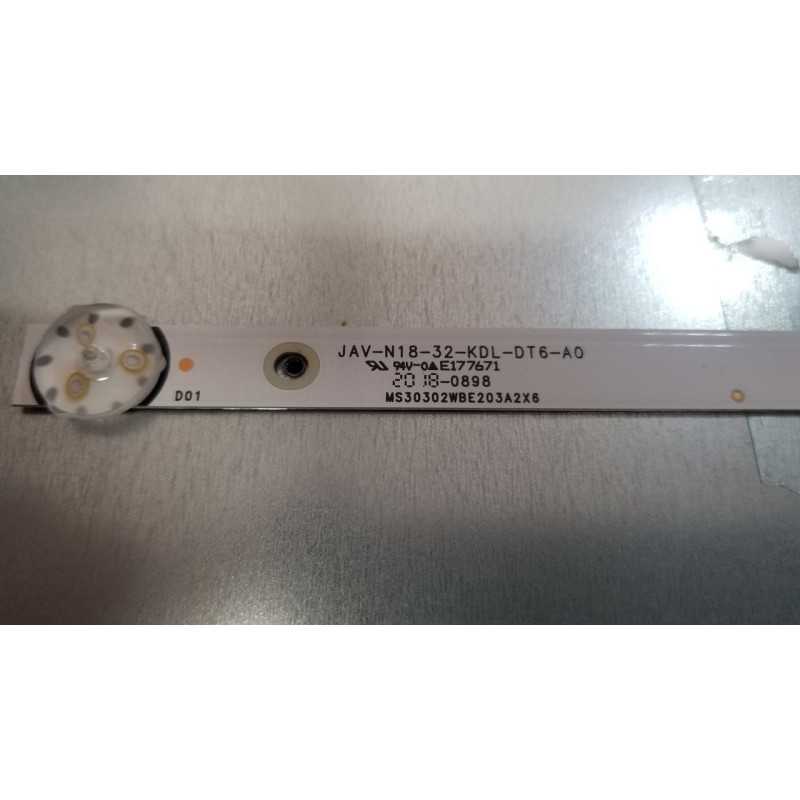 JAV-N18-32-KDL-DT6-A0
94V-0 E177671
2018-0898
D01
MS30302WBE203A2X6